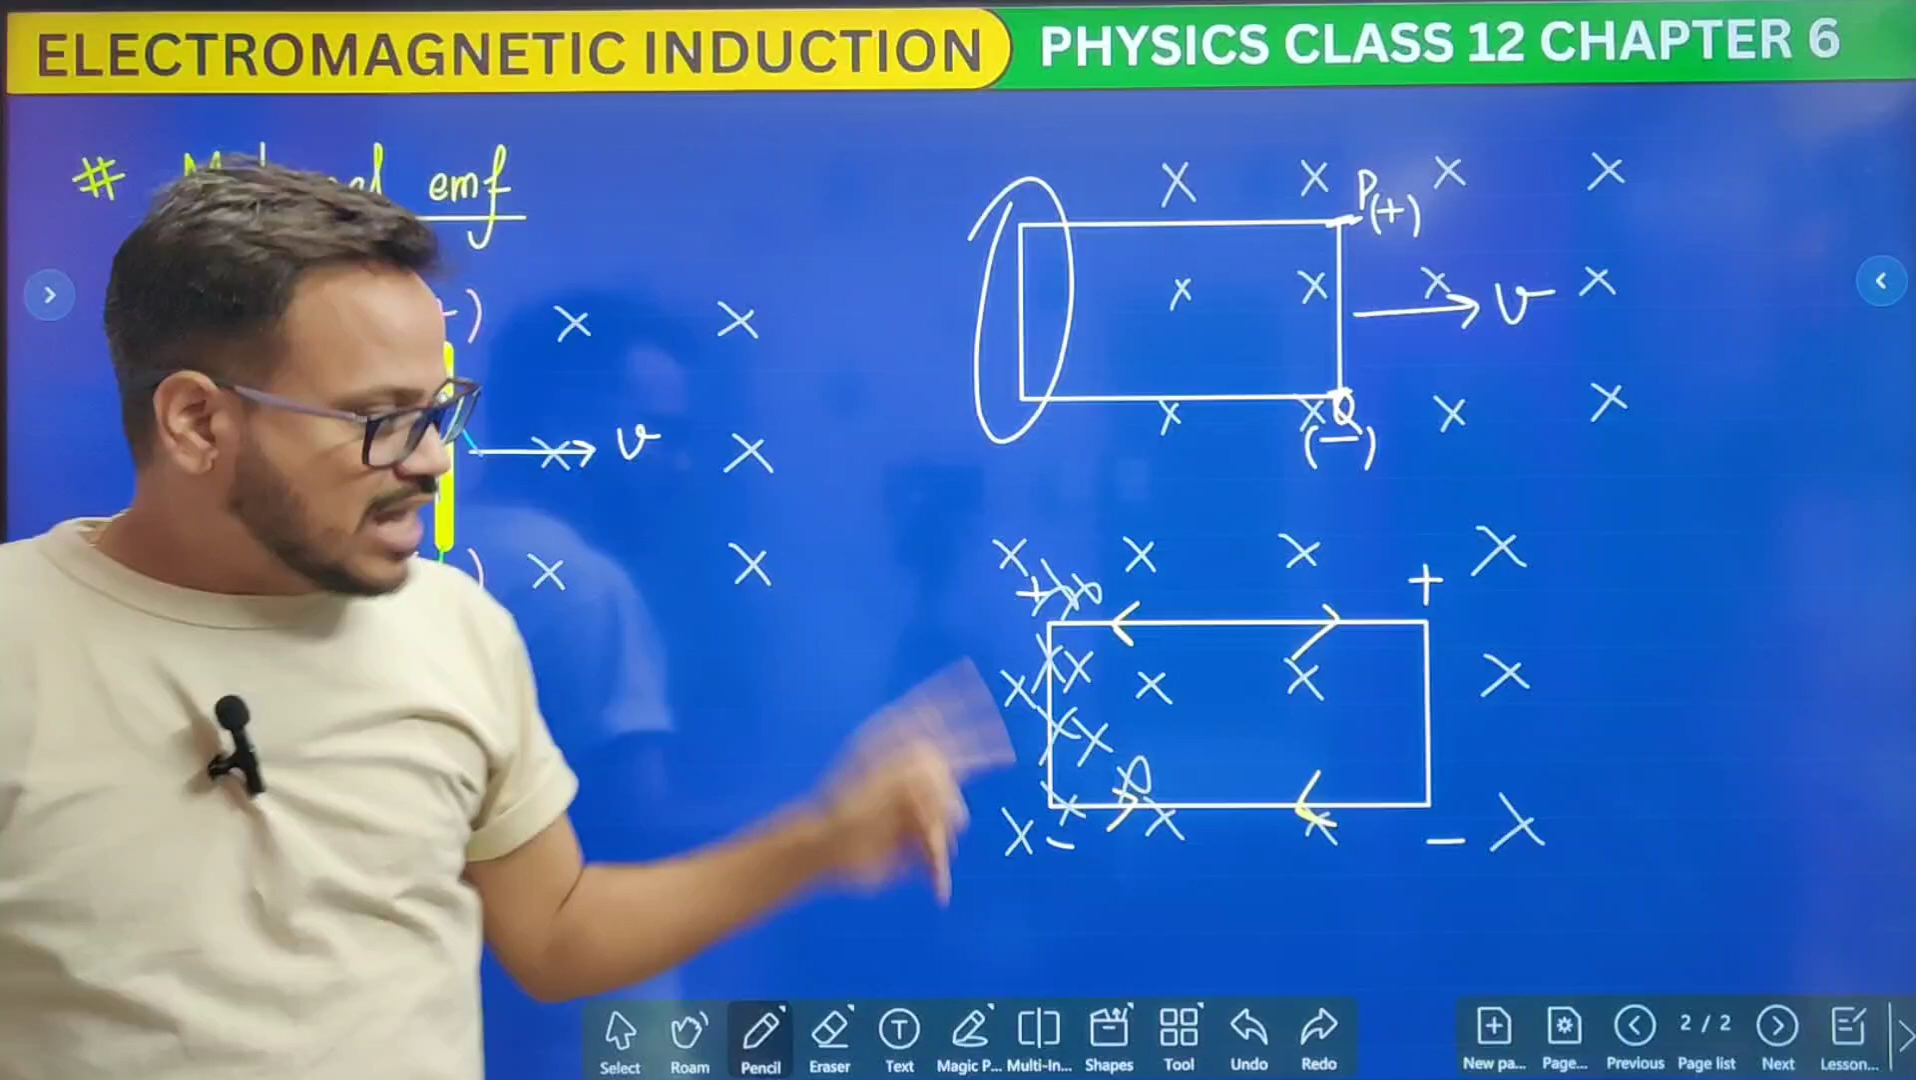 ELECTROMAGNETIC INDUCTION
PHYSICS CLASS 12 CHAPTER 6
# emf
v
P(+)
v
Q
(-)
+
+
-
-
Select
Roam
Pencil
Eraser
Text
Magic P...
Multi-In...
Shapes
Tool
Undo
Redo
New pa...
Page...
Previous
2 / 2
Page list
Next
Lesson...